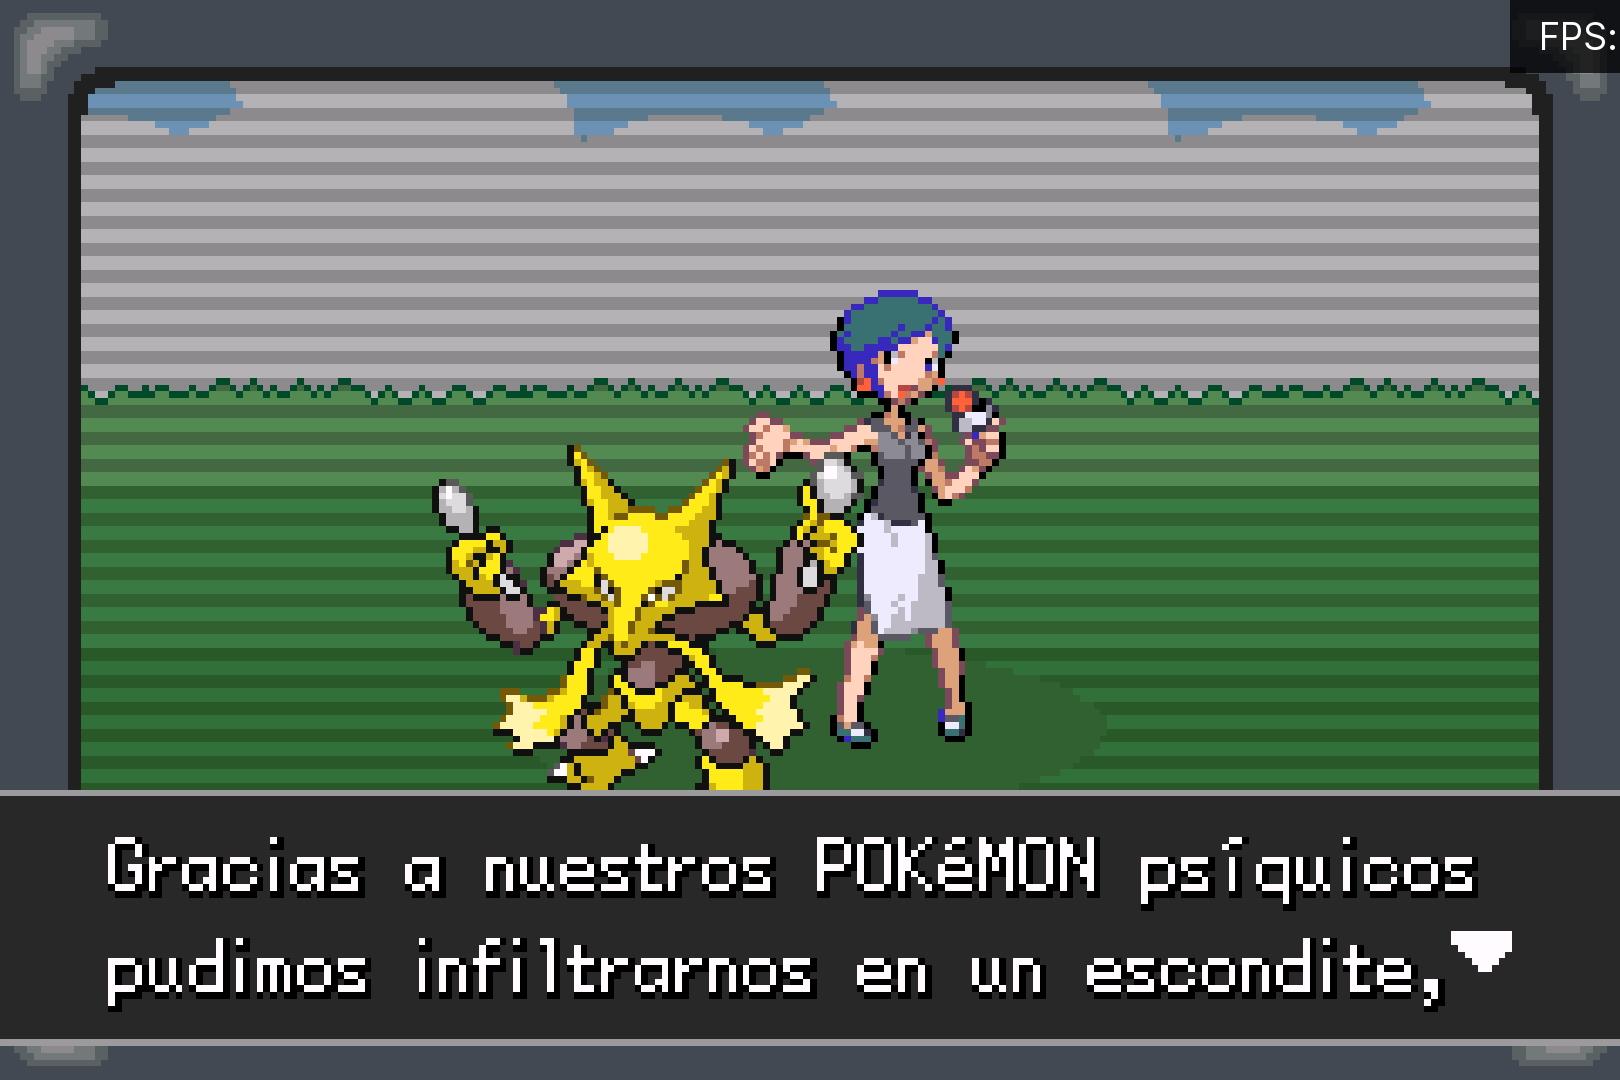 FPS:
Gracias a nuestros POKéMON psíquicos
pudimos infiltrarnos en un escondite,